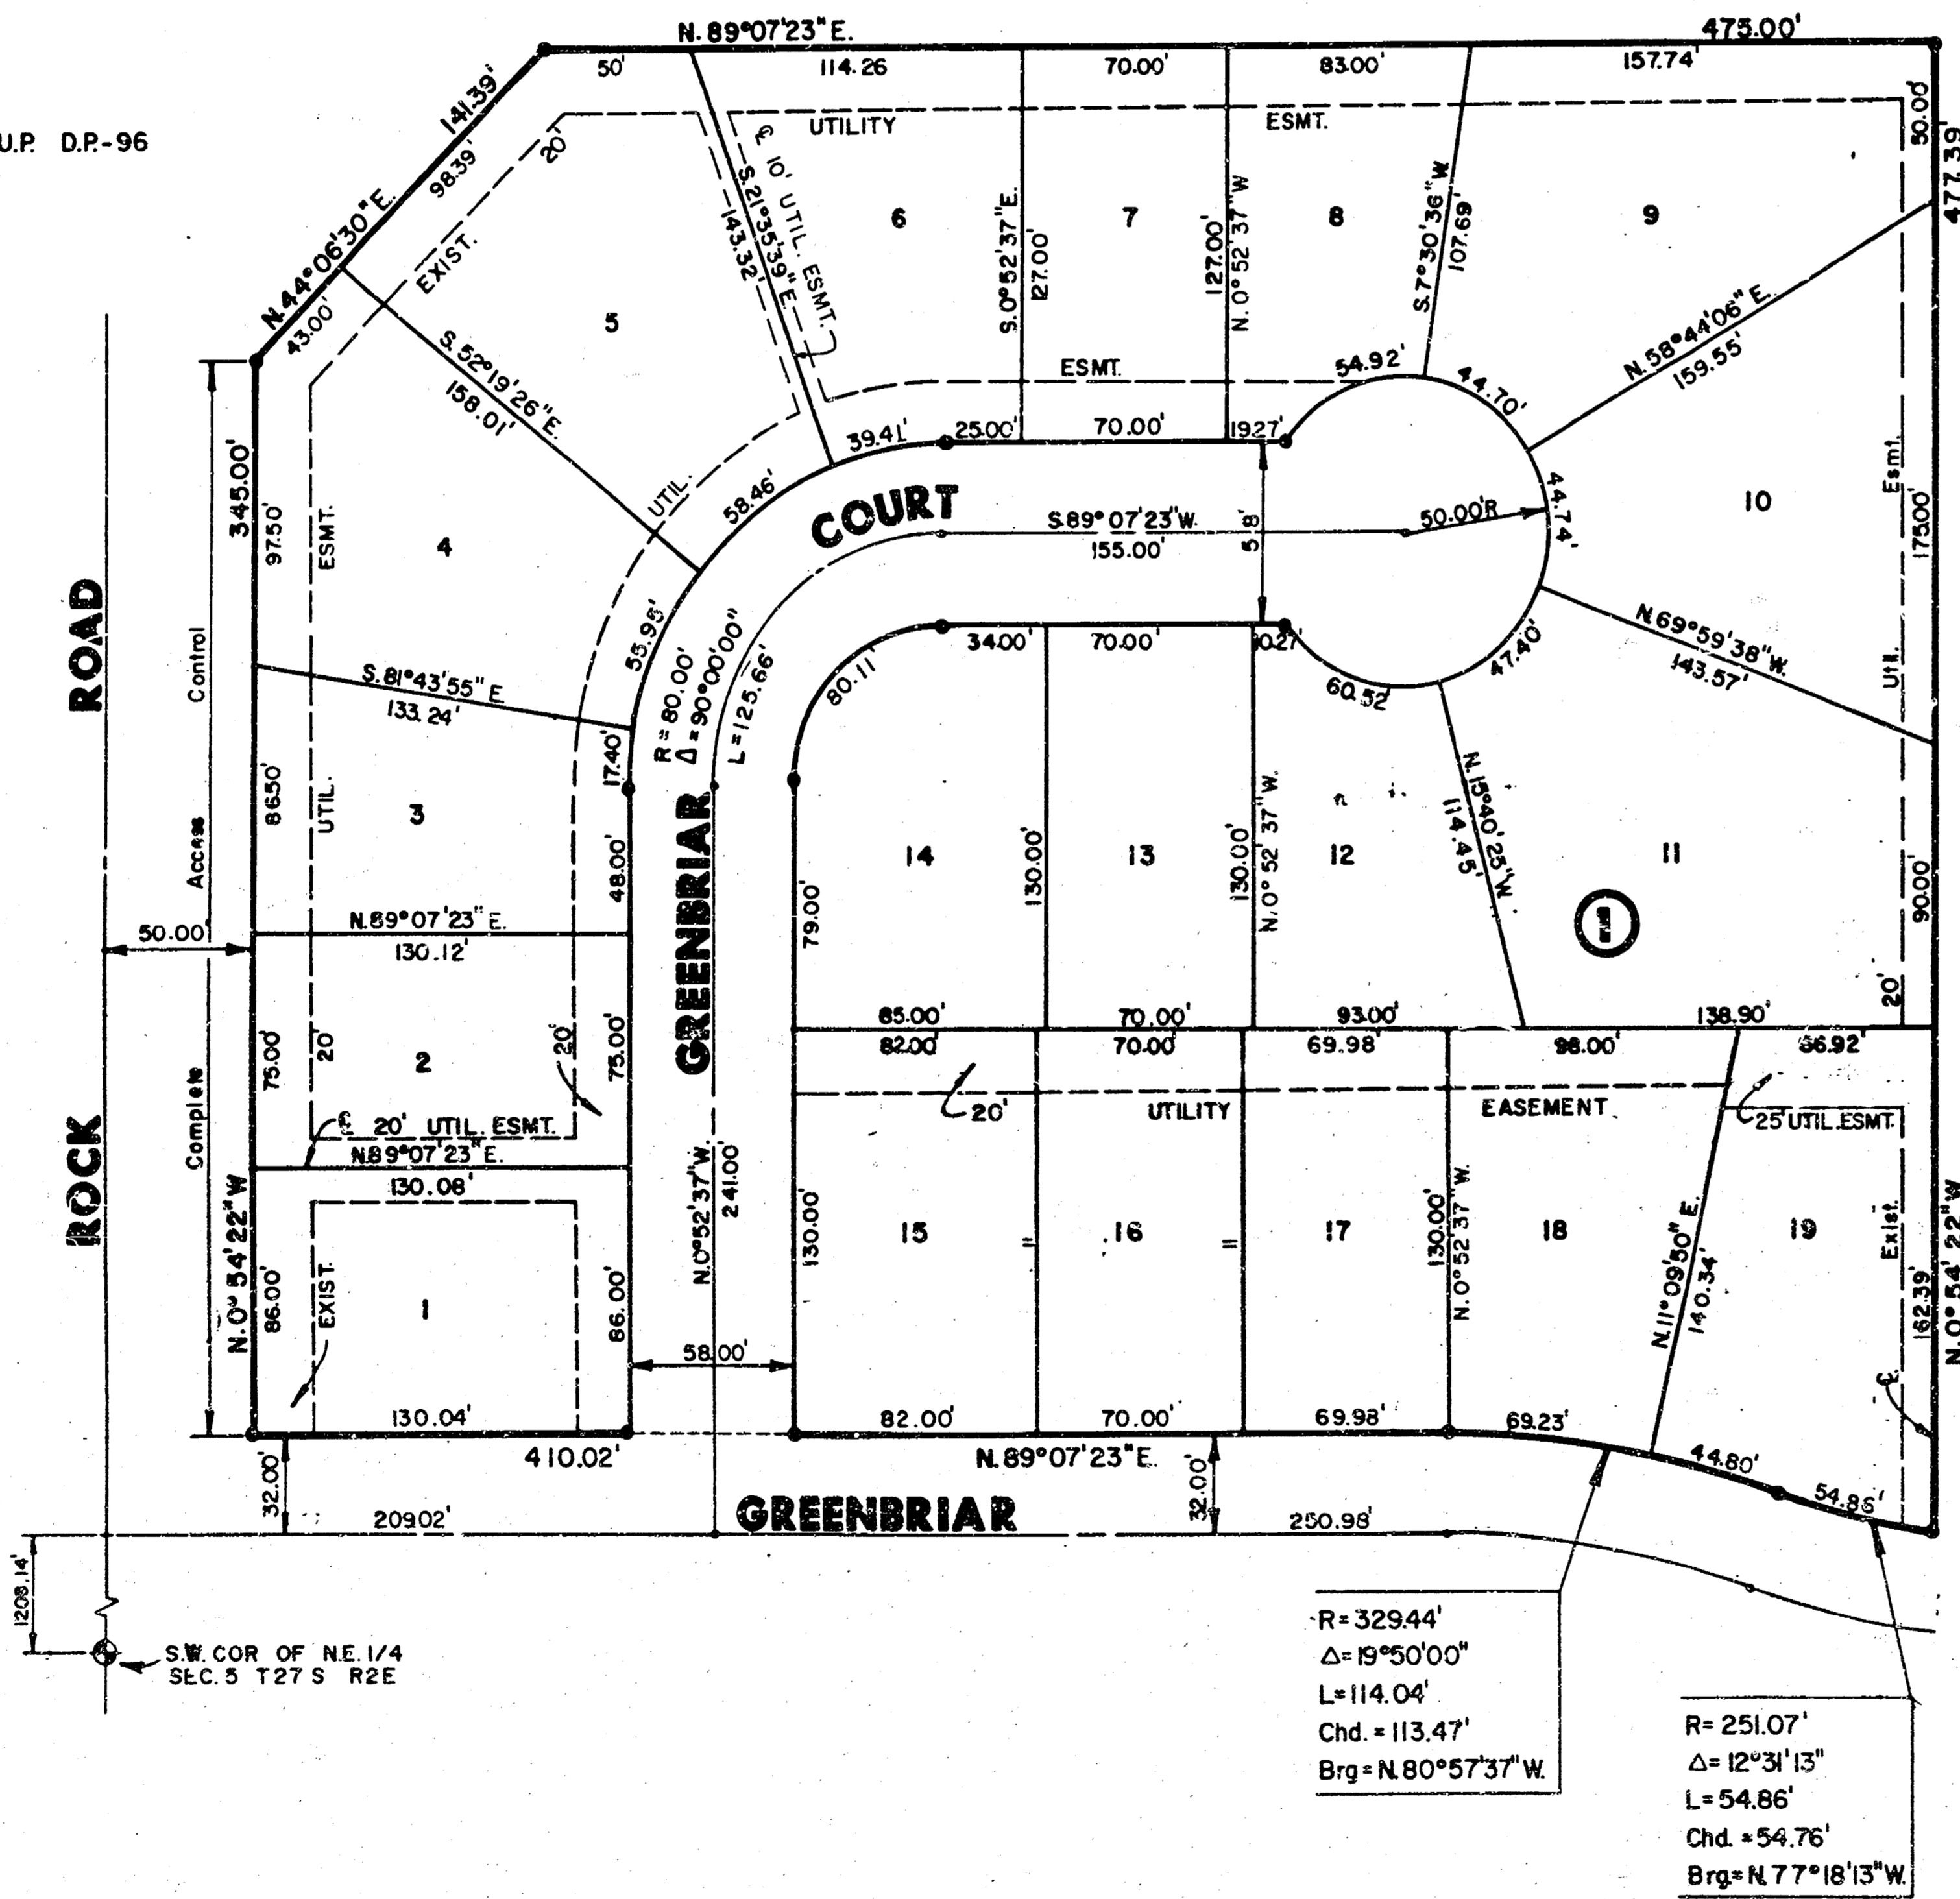 N. 89°07'23" E.
475.00'
50'
114.26
70.00'
83.00'
157.74'
141.39'
98.39'
N. 44°06'30" E.
43.00'
U.P. D.P.-96
20'
EXIST.
UTILITY
ESMT.
50.00'
477.39'
℄ 10' UTIL. ESMT.
S. 21°35'39" E.
143.32'
6
S. 0°52'37" E.
127.00'
7
127.00'
N. 0°52'37" W
8
S. 7°30'36" W.
107.69'
9
5
S. 52°19'26" E.
158.01'
ESMT.
54.92'
44.70'
N. 58°44'06" E.
159.55'
39.41'
25.00'
70.00'
19.27'
345.00'
97.50'
ESMT.
4
UTIL.
58.46'
COURT
S. 89°07'23" W.
155.00'
58'
50.00'R
44.74'
10
Esmt.
175.00'
Util.
ROAD
Control
55.95'
S. 81°43'55" E
133.24'
17.40'
R = 80.00'
Δ = 90°00'00"
L = 125.66'
80.11'
34.00'
70.00'
60.52'
47.40'
N. 69°59'38" W.
143.57'
86.50'
UTIL.
3
48.00'
Access
14
130.00'
13
130.00'
N. 0°52'37" W.
12
N. 15°40'23" W.
114.45'
11
90.00'
79.00'
50.00
N. 89°07'23" E.
130.12'
GREENBRIAR
20'
85.00'
70.00'
93.00'
138.90'
82.00'
70.00'
69.98'
98.00'
75.00'
20'
2
20'
75.00'
℄ 20' UTIL. ESMT.
N. 89°07'23" E.
130.08'
20'
UTILITY
EASEMENT
25' UTIL. ESMT.
Complete
ROCK
N. 0°54'22" W
86.00'
EXIST.
1
86.00'
N. 0°52'37" W.
241.00'
130.00'
15
=
16
=
17
130.00'
N. 0°52'37" W.
18
N. 11°09'50" E.
140.34'
19
Exist.
162.39'
N. 0°54'22" W
℄
58.00'
130.04'
82.00'
70.00'
69.98'
69.23'
44.80'
54.86'
410.02'
N. 89°07'23" E.
32.00'
32.00'
209.02'
GREENBRIAR
250.98'
1208.14'
S.W. COR OF N.E. 1/4
SEC. 5 T27S R2E
R = 329.44'
Δ = 19°50'00"
L = 114.04'
Chd. = 113.47'
Brg = N. 80°57'37" W.
R = 251.07'
Δ = 12°31'13"
L = 54.86'
Chd. = 54.76'
Brg = N. 77°18'13" W.